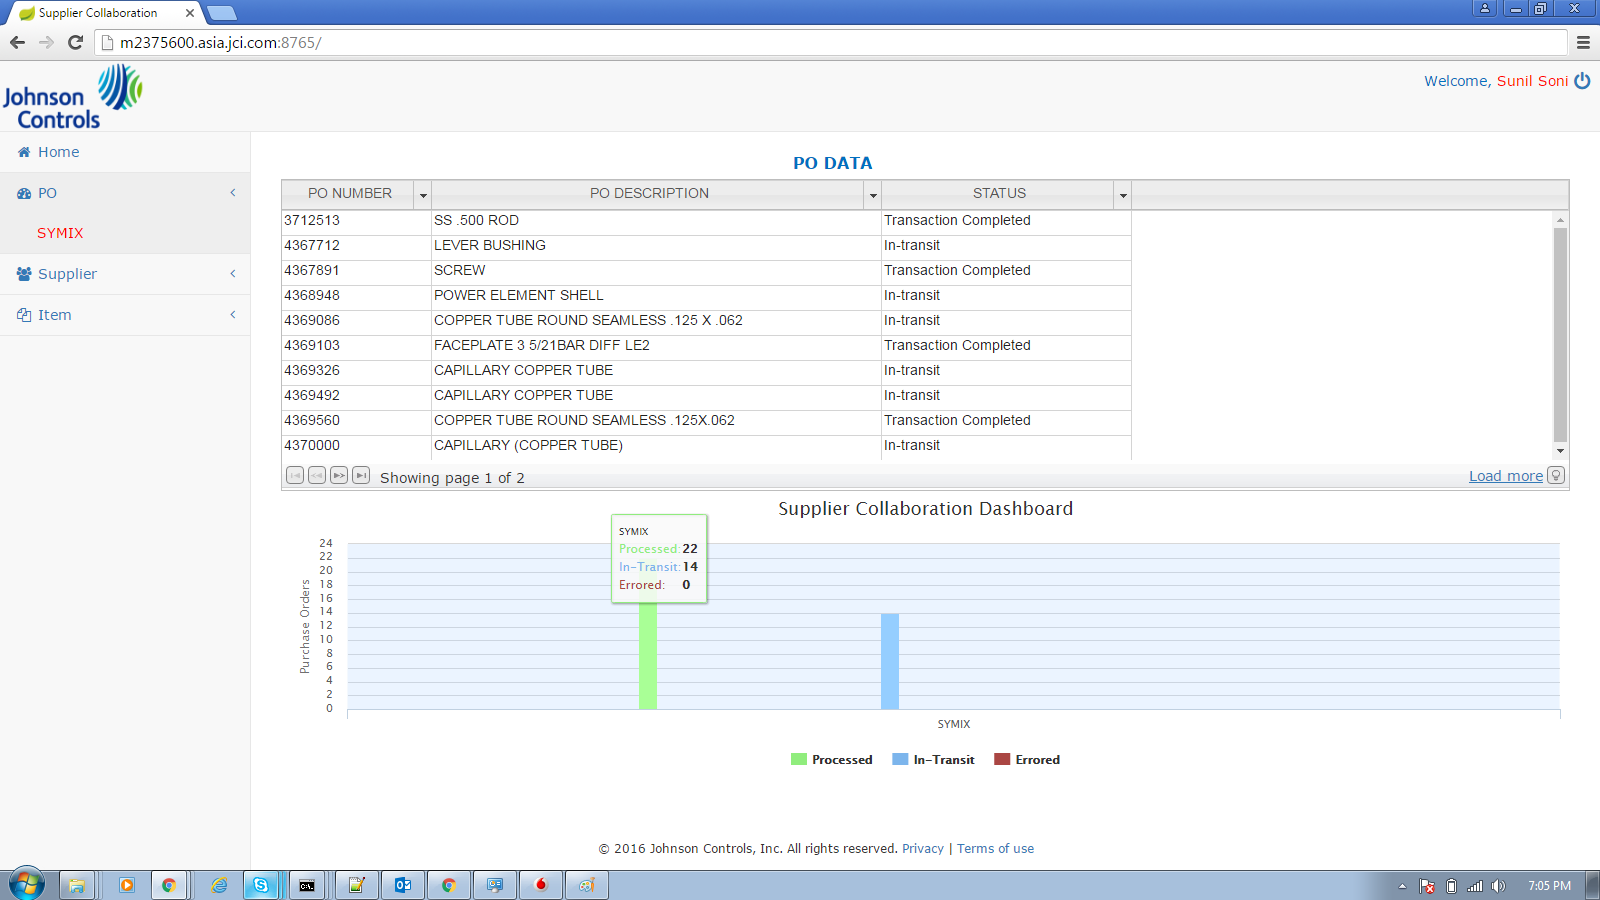 Supplier Collaboration
m2375600.asia.jci.com:8765/
Johnson
Controls
Welcome, Sunil Soni
Home
PO
SYMIX
Supplier
Item
PO DATA
PO NUMBER PO DESCRIPTION STATUS
3712513 SS .500 ROD Transaction Completed
4367712 LEVER BUSHING In-transit
4367891 SCREW Transaction Completed
4368948 POWER ELEMENT SHELL In-transit
4369086 COPPER TUBE ROUND SEAMLESS .125 X .062 In-transit
4369103 FACEPLATE 3 5/21BAR DIFF LE2 Transaction Completed
4369326 CAPILLARY COPPER TUBE In-transit
4369492 CAPILLARY COPPER TUBE In-transit
4369560 COPPER TUBE ROUND SEAMLESS .125X.062 Transaction Completed
4370000 CAPILLARY (COPPER TUBE) In-transit
Showing page 1 of 2 Load more
Supplier Collaboration Dashboard
SYMIX
Processed: 22
In-Transit: 14
Errored: 0
Purchase Orders
24
22
20
18
16
14
12
10
8
6
4
2
0
SYMIX
Processed In-Transit Errored
© 2016 Johnson Controls, Inc. All rights reserved. Privacy | Terms of use
7:05 PM